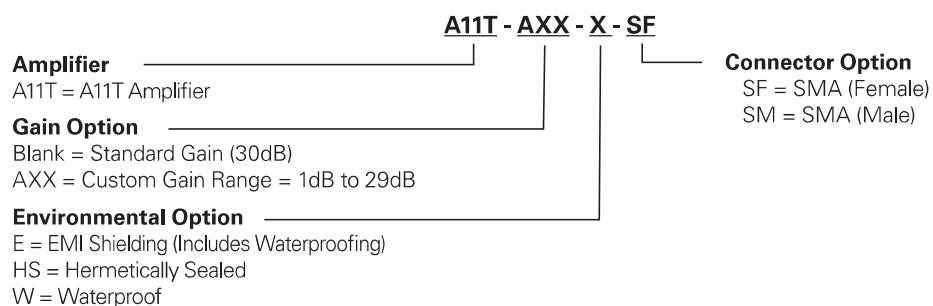 A11T - AXX - X - SF
Amplifier
A11T = A11T Amplifier
Gain Option
Blank = Standard Gain (30dB)
AXX = Custom Gain Range = 1dB to 29dB
Environmental Option
E = EMI Shielding (Includes Waterproofing)
HS = Hermetically Sealed
W = Waterproof
Connector Option
SF = SMA (Female)
SM = SMA (Male)